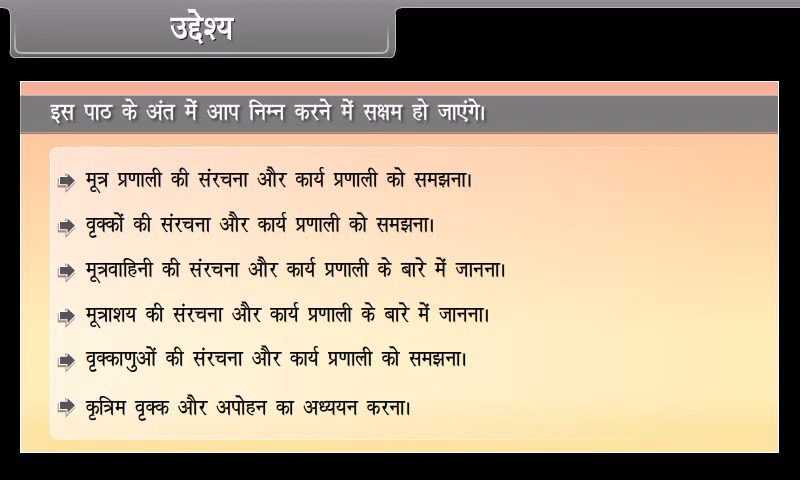 उद्देश्य
इस पाठ के अंत में आप निम्न करने में सक्षम हो जाएंगे।
मूत्र प्रणाली की संरचना और कार्य प्रणाली को समझना।
वृक्कों की संरचना और कार्य प्रणाली को समझना।
मूत्रवाहिनी की संरचना और कार्य प्रणाली के बारे में जानना।
मूत्राशय की संरचना और कार्य प्रणाली के बारे में जानना।
वृक्काणुओं की संरचना और कार्य प्रणाली को समझना।
कृत्रिम वृक्क और अपोहन का अध्ययन करना।